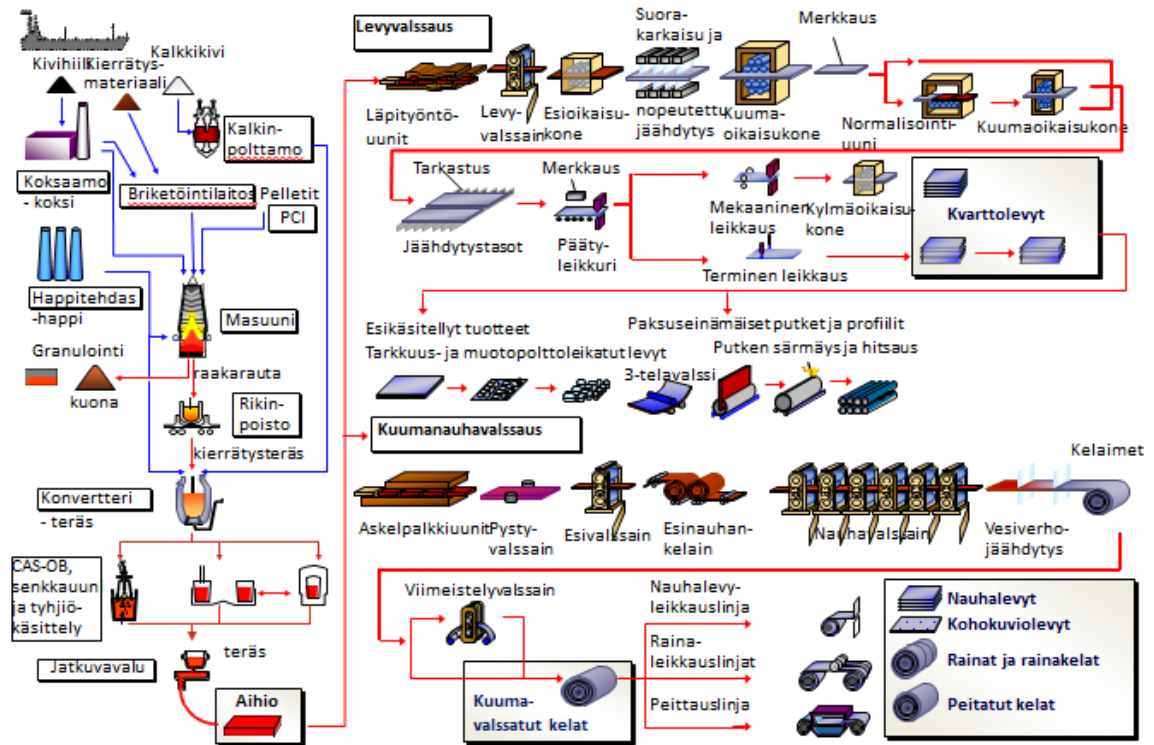 Kalkkikivi
Kivihiili
Kierrätys-
materiaali
Kalkin-
polttamo
Koksaamo
- koksi
Briketöintilaitos
Pelletit
PCI
Happitehdas
-happi
Masuuni
Granulointi
kuona
raakarauta
Rikin-
poisto
kierrätysteräs
Konvertteri
- teräs
CAS-OB,
senkkauuni
ja tyhjiö-
käsittely
Jatkuvavalu
teräs
Aihio
Levyvalssaus
Läpityöntö-
uunit
Levy-
valssain
Esioikaisu-
kone
Suora-
karkaisu ja
nopeutettu
jäähdytys
Kuuma-
oikaisukone
Merkkaus
Normalisointi-
uuni
Kuumaoikaisukone
Tarkastus
Jäähdytystasot
Merkkaus
Pääty-
leikkuri
Mekaaninen
leikkaus
Kylmäoikaisu-
kone
Terminen leikkaus
Kvarttolevyt
Esikäsitellyt tuotteet
Tarkkuus- ja muotopolttoleikatut levyt
Paksuseinämäiset putket ja profiilit
Putken särmäys ja hitsaus
3-telavalssi
Kuumanauhavalssaus
Askelpalkkiuunit
Pysty-
valssain
Esivalssain
Esinauhan-
kelain
Nauhavalssain
Vesiverho-
jäähdytys
Kelaimet
Viimeistelyvalssain
Kuuma-
valssatut kelat
Nauhalevy-
leikkauslinja
Raina-
leikkauslinjat
Peittauslinja
Nauhalevyt
Kohokuviolevyt
Rainat ja rainakelat
Peitatut kelat